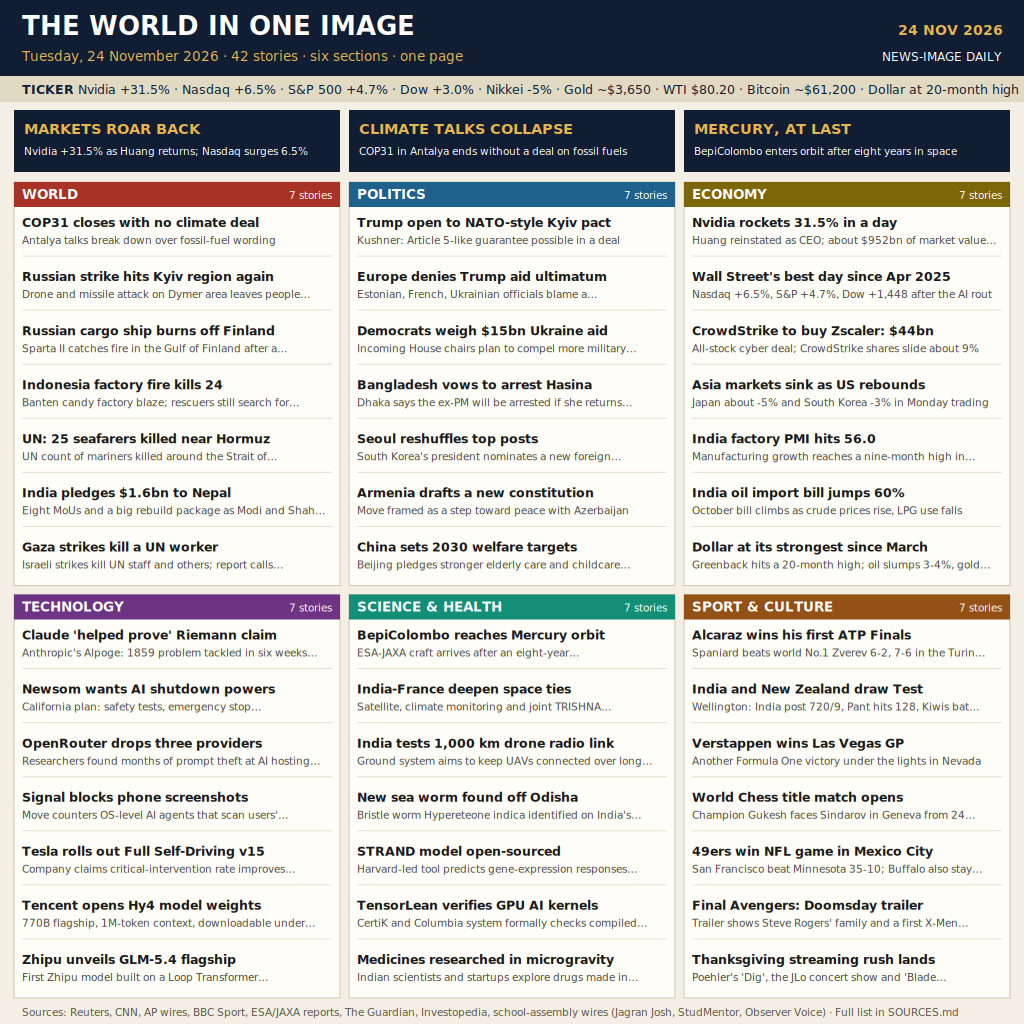 THE WORLD IN ONE IMAGE
24 NOV 2026
Tuesday, 24 November 2026 · 42 stories · six sections · one page
NEWS-IMAGE DAILY
TICKER Nvidia +31.5% · Nasdaq +6.5% · S&P 500 +4.7% · Dow +3.0% · Nikkei -5% · Gold ~$3,650 · WTI $80.20 · Bitcoin ~$61,200 · Dollar at 20-month high
MARKETS ROAR BACK
Nvidia +31.5% as Huang returns; Nasdaq surges 6.5%
CLIMATE TALKS COLLAPSE
COP31 in Antalya ends without a deal on fossil fuels
MERCURY, AT LAST
BepiColombo enters orbit after eight years in space
WORLD
7 stories
COP31 closes with no climate deal
Antalya talks break down over fossil-fuel wording
Russian strike hits Kyiv region again
Drone and missile attack on Dymer area leaves people…
Russian cargo ship burns off Finland
Sparta II catches fire in the Gulf of Finland after a…
Indonesia factory fire kills 24
Banten candy factory blaze; rescuers still search for…
UN: 25 seafarers killed near Hormuz
UN count of mariners killed around the Strait of…
India pledges $1.6bn to Nepal
Eight MoUs and a big rebuild package as Modi and Shah…
Gaza strikes kill a UN worker
Israeli strikes kill UN staff and others; report calls…
POLITICS
7 stories
Trump open to NATO-style Kyiv pact
Kushner: Article 5-like guarantee possible in a deal
Europe denies Trump aid ultimatum
Estonian, French, Ukrainian officials blame a…
Democrats weigh $15bn Ukraine aid
Incoming House chairs plan to compel more military…
Bangladesh vows to arrest Hasina
Dhaka says the ex-PM will be arrested if she returns…
Seoul reshuffles top posts
South Korea's president nominates a new foreign…
Armenia drafts a new constitution
Move framed as a step toward peace with Azerbaijan
China sets 2030 welfare targets
Beijing pledges stronger elderly care and childcare…
ECONOMY
7 stories
Nvidia rockets 31.5% in a day
Huang reinstated as CEO; about $952bn of market value…
Wall Street's best day since Apr 2025
Nasdaq +6.5%, S&P +4.7%, Dow +1,448 after the AI rout
CrowdStrike to buy Zscaler: $44bn
All-stock cyber deal; CrowdStrike shares slide about 9%
Asia markets sink as US rebounds
Japan about -5% and South Korea -3% in Monday trading
India factory PMI hits 56.0
Manufacturing growth reaches a nine-month high in…
India oil import bill jumps 60%
October bill climbs as crude prices rise, LPG use falls
Dollar at its strongest since March
Greenback hits a 20-month high; oil slumps 3-4%, gold…
TECHNOLOGY
7 stories
Claude 'helped prove' Riemann claim
Anthropic's Alpoge: 1859 problem tackled in six weeks…
Newsom wants AI shutdown powers
California plan: safety tests, emergency stop…
OpenRouter drops three providers
Researchers found months of prompt theft at AI hosting…
Signal blocks phone screenshots
Move counters OS-level AI agents that scan users'…
Tesla rolls out Full Self-Driving v15
Company claims critical-intervention rate improves…
Tencent opens Hy4 model weights
770B flagship, 1M-token context, downloadable under…
Zhipu unveils GLM-5.4 flagship
First Zhipu model built on a Loop Transformer…
SCIENCE & HEALTH
7 stories
BepiColombo reaches Mercury orbit
ESA-JAXA craft arrives after an eight-year…
India-France deepen space ties
Satellite, climate monitoring and joint TRISHNA…
India tests 1,000 km drone radio link
Ground system aims to keep UAVs connected over long…
New sea worm found off Odisha
Bristle worm Hypereteone indica identified on India's…
STRAND model open-sourced
Harvard-led tool predicts gene-expression responses…
TensorLean verifies GPU AI kernels
CertiK and Columbia system formally checks compiled…
Medicines researched in microgravity
Indian scientists and startups explore drugs made in…
SPORT & CULTURE
7 stories
Alcaraz wins his first ATP Finals
Spaniard beats world No.1 Zverev 6-2, 7-6 in the Turin…
India and New Zealand draw Test
Wellington: India post 720/9, Pant hits 128, Kiwis bat…
Verstappen wins Las Vegas GP
Another Formula One victory under the lights in Nevada
World Chess title match opens
Champion Gukesh faces Sindarov in Geneva from 24…
49ers win NFL game in Mexico City
San Francisco beat Minnesota 35-10; Buffalo also stay…
Final Avengers: Doomsday trailer
Trailer shows Steve Rogers' family and a first X-Men…
Thanksgiving streaming rush lands
Poehler's 'Dig', the JLo concert show and 'Blade…
Sources: Reuters, CNN, AP wires, BBC Sport, ESA/JAXA reports, The Guardian, Investopedia, school-assembly wires (Jagran Josh, StudMentor, Observer Voice) · Full list in SOURCES.md